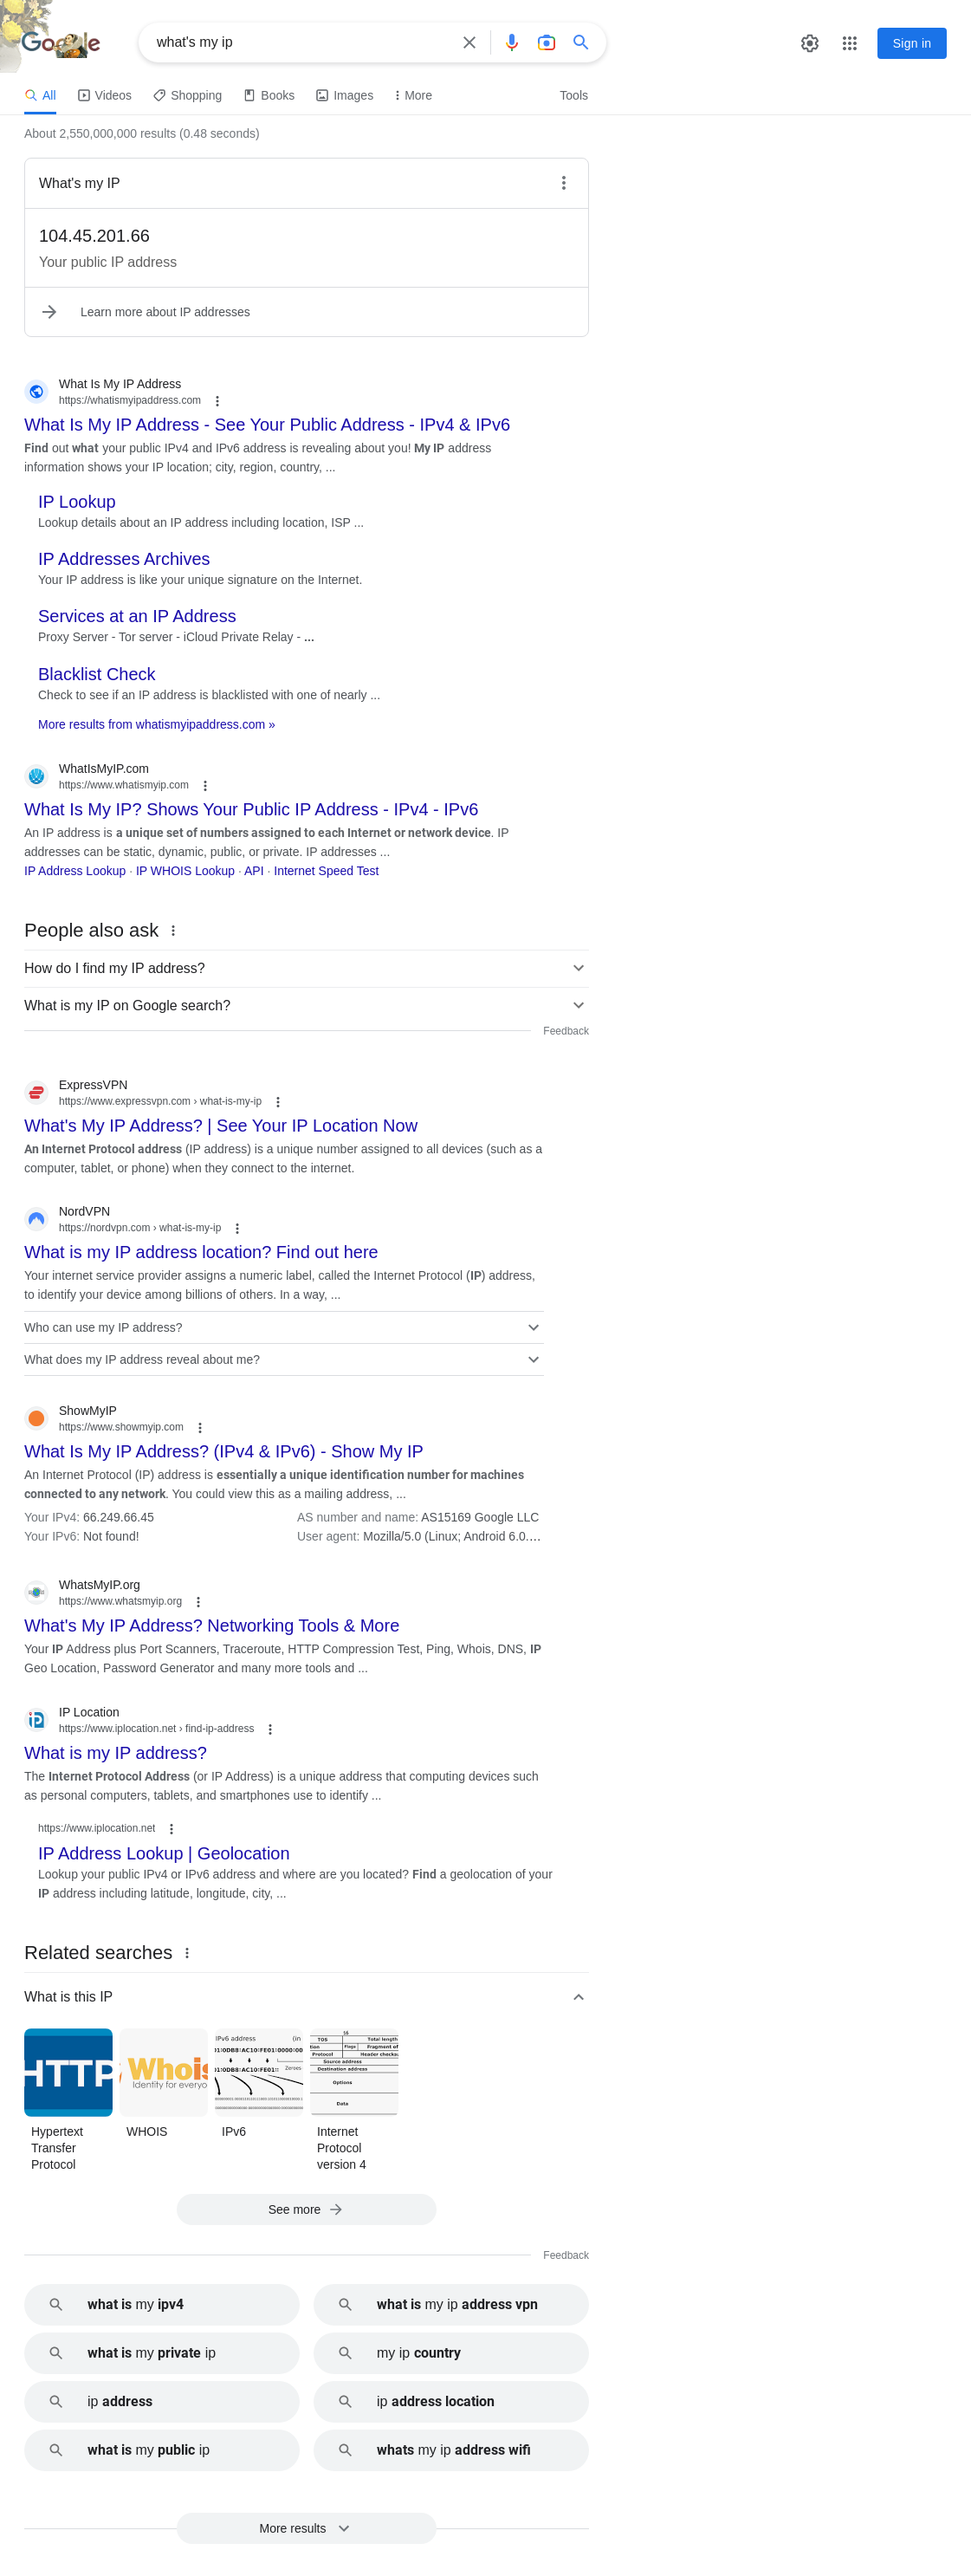 Google
what's my ip
Sign in
All
Videos
Shopping
Books
Images
More
Tools
About 2,550,000,000 results (0.48 seconds)
What's my IP
104.45.201.66
Your public IP address
Learn more about IP addresses
What Is My IP Address
https://whatismyipaddress.com
What Is My IP Address - See Your Public Address - IPv4 & IPv6
Find out what your public IPv4 and IPv6 address is revealing about you! My IP address
information shows your IP location; city, region, country, ...
IP Lookup
Lookup details about an IP address including location, ISP ...
IP Addresses Archives
Your IP address is like your unique signature on the Internet.
Services at an IP Address
Proxy Server - Tor server - iCloud Private Relay - ...
Blacklist Check
Check to see if an IP address is blacklisted with one of nearly ...
More results from whatismyipaddress.com »
WhatIsMyIP.com
https://www.whatismyip.com
What Is My IP? Shows Your Public IP Address - IPv4 - IPv6
An IP address is a unique set of numbers assigned to each Internet or network device. IP
addresses can be static, dynamic, public, or private. IP addresses ...
IP Address Lookup · IP WHOIS Lookup · API · Internet Speed Test
People also ask
How do I find my IP address?
What is my IP on Google search?
Feedback
ExpressVPN
https://www.expressvpn.com › what-is-my-ip
What's My IP Address? | See Your IP Location Now
An Internet Protocol address (IP address) is a unique number assigned to all devices (such as a
computer, tablet, or phone) when they connect to the internet.
NordVPN
https://nordvpn.com › what-is-my-ip
What is my IP address location? Find out here
Your internet service provider assigns a numeric label, called the Internet Protocol (IP) address,
to identify your device among billions of others. In a way, ...
Who can use my IP address?
What does my IP address reveal about me?
ShowMyIP
https://www.showmyip.com
What Is My IP Address? (IPv4 & IPv6) - Show My IP
An Internet Protocol (IP) address is essentially a unique identification number for machines
connected to any network. You could view this as a mailing address, ...
Your IPv4: 66.249.66.45
AS number and name: AS15169 Google LLC
Your IPv6: Not found!
User agent: Mozilla/5.0 (Linux; Android 6.0....
WhatsMyIP.org
https://www.whatsmyip.org
What's My IP Address? Networking Tools & More
Your IP Address plus Port Scanners, Traceroute, HTTP Compression Test, Ping, Whois, DNS, IP
Geo Location, Password Generator and many more tools and ...
IP Location
https://www.iplocation.net › find-ip-address
What is my IP address?
The Internet Protocol Address (or IP Address) is a unique address that computing devices such
as personal computers, tablets, and smartphones use to identify ...
https://www.iplocation.net
IP Address Lookup | Geolocation
Lookup your public IPv4 or IPv6 address and where are you located? Find a geolocation of your
IP address including latitude, longitude, city, ...
Related searches
What is this IP
HTTP
Whois
Identity for everyo
IPv6 address (in
TOS Total length
Flags Fragment of
Protocol Header checksu
Source address
Destination address
Options
Data
Hypertext
Transfer
Protocol
WHOIS
IPv6
Internet
Protocol
version 4
See more
Feedback
what is my ipv4
what is my ip address vpn
what is my private ip
my ip country
ip address
ip address location
what is my public ip
whats my ip address wifi
More results